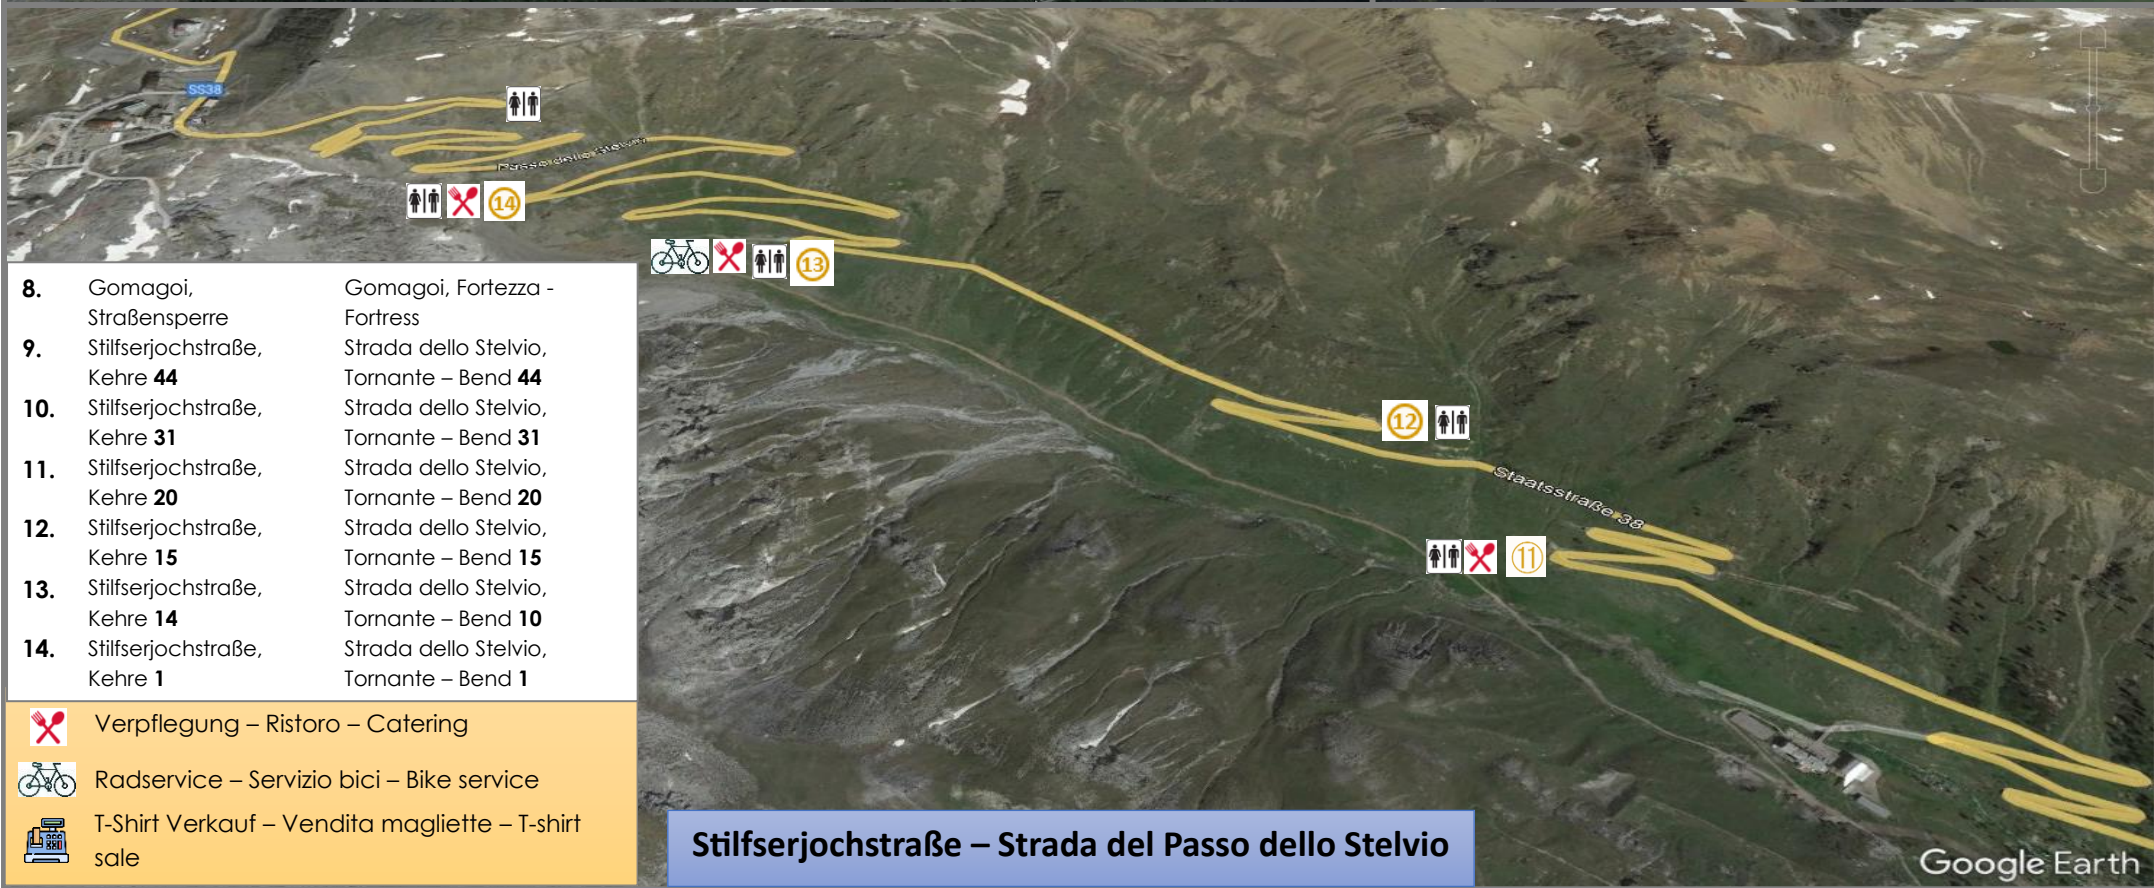 SS38
Passo dello Stelvio
14
13
12
Staatsstraße 38
11
8. Gomagoi, Gomagoi, Fortezza -
Straßensperre Fortress
9. Stilfserjochstraße, Strada dello Stelvio,
Kehre 44 Tornante – Bend 44
10. Stilfserjochstraße, Strada dello Stelvio,
Kehre 31 Tornante – Bend 31
11. Stilfserjochstraße, Strada dello Stelvio,
Kehre 20 Tornante – Bend 20
12. Stilfserjochstraße, Strada dello Stelvio,
Kehre 15 Tornante – Bend 15
13. Stilfserjochstraße, Strada dello Stelvio,
Kehre 14 Tornante – Bend 10
14. Stilfserjochstraße, Strada dello Stelvio,
Kehre 1 Tornante – Bend 1
Verpflegung – Ristoro – Catering
Radservice – Servizio bici – Bike service
T-Shirt Verkauf – Vendita magliette – T-shirt
sale
Stilfserjochstraße – Strada del Passo dello Stelvio
Google Earth